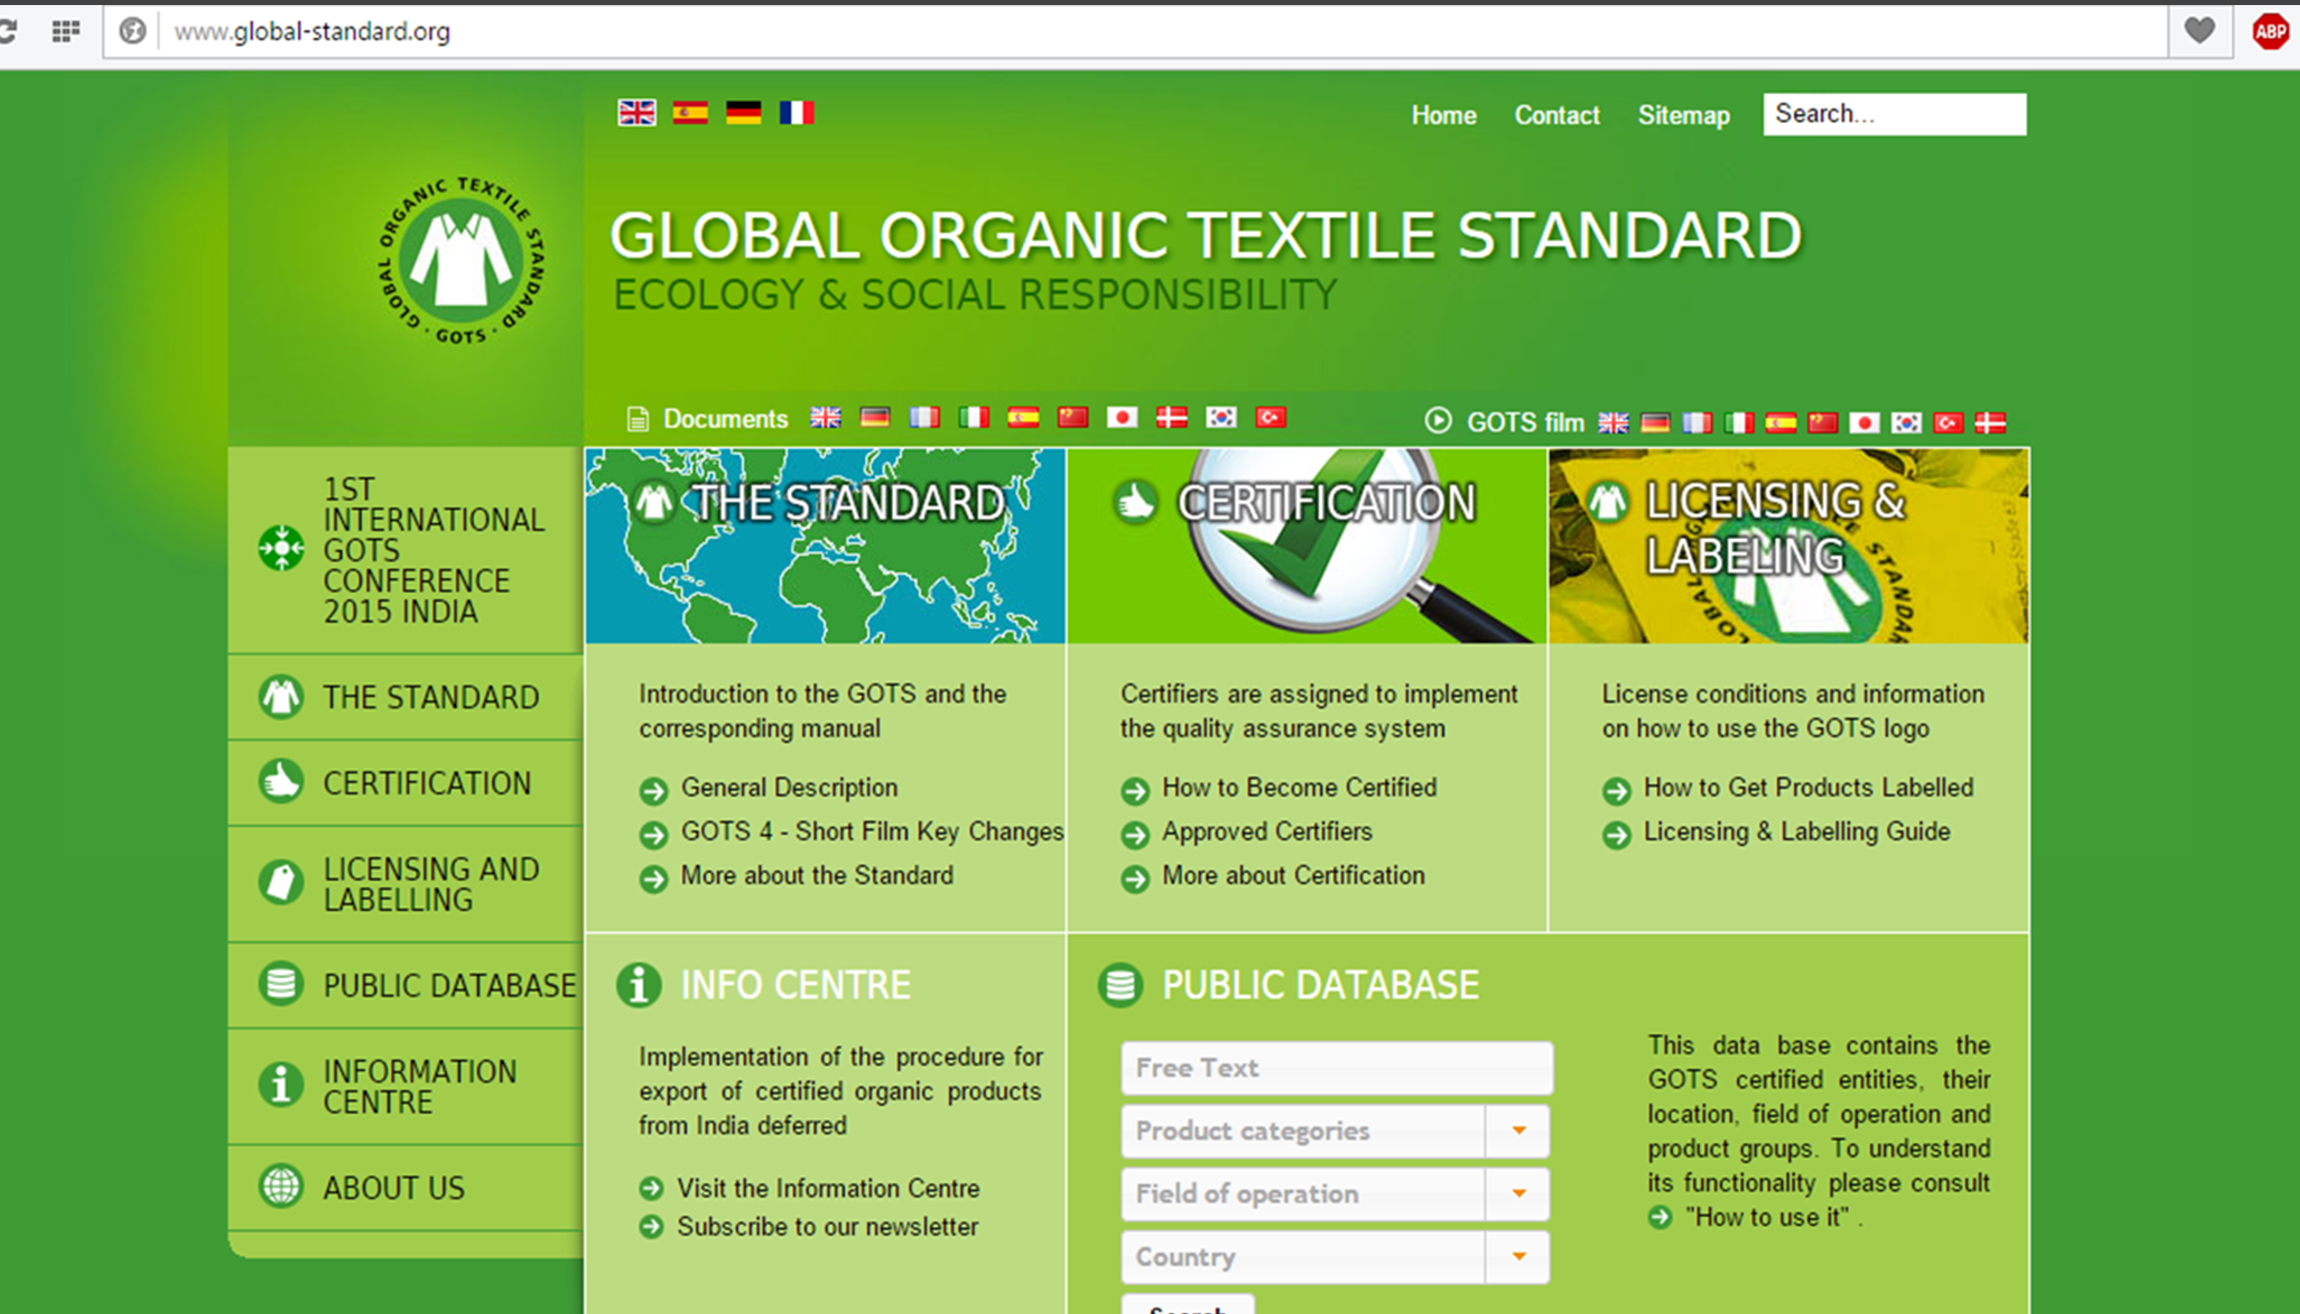 www.global-standard.org
ABP
Home Contact Sitemap Search...
GLOBAL ORGANIC TEXTILE STANDARD · GOTS ·
GLOBAL ORGANIC TEXTILE STANDARD
ECOLOGY & SOCIAL RESPONSIBILITY
Documents
GOTS film
1ST
INTERNATIONAL
GOTS
CONFERENCE
2015 INDIA
THE STANDARD
CERTIFICATION
LICENSING AND
LABELLING
PUBLIC DATABASE
INFORMATION
CENTRE
ABOUT US
THE STANDARD
Introduction to the GOTS and the
corresponding manual
General Description
GOTS 4 - Short Film Key Changes
More about the Standard
CERTIFICATION
Certifiers are assigned to implement
the quality assurance system
How to Become Certified
Approved Certifiers
More about Certification
LICENSING &
LABELING
License conditions and information
on how to use the GOTS logo
How to Get Products Labelled
Licensing & Labelling Guide
INFO CENTRE
Implementation of the procedure for
export of certified organic products
from India deferred
Visit the Information Centre
Subscribe to our newsletter
PUBLIC DATABASE
Free Text
Product categories
Field of operation
Country
Search
This data base contains the
GOTS certified entities, their
location, field of operation and
product groups. To understand
its functionality please consult
"How to use it" .